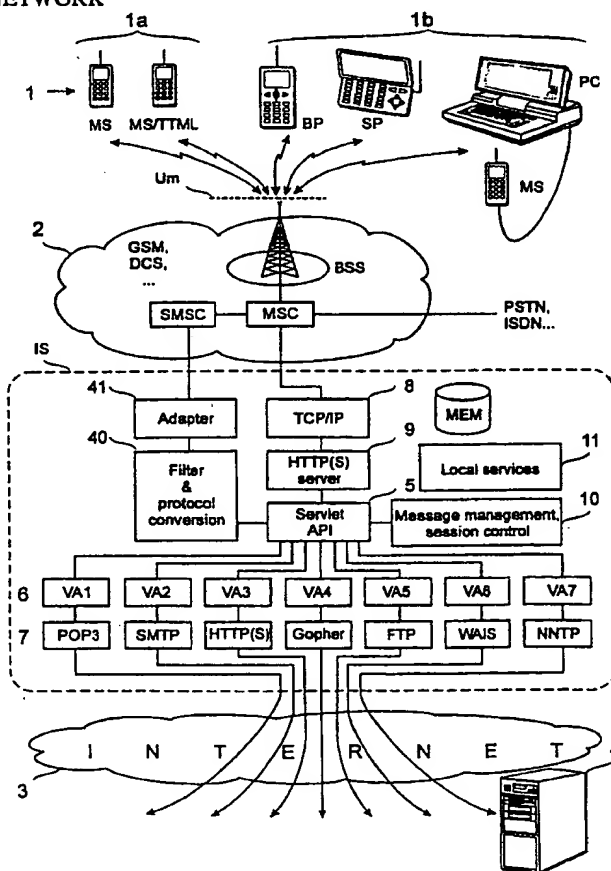 NETWORK
1a
1b
1
MS
MS/TTML
BP
SP
PC
MS
Um
2
GSM,
DCS,
...
BSS
SMSC
MSC
PSTN,
ISDN...
IS
41
Adapter
8
TCP/IP
MEM
40
Filter
&
protocol
conversion
9
HTTP(S)
server
11
Local services
5
Servlet
API
10
Message management,
session control
6
VA1
VA2
VA3
VA4
VA5
VA6
VA7
7
POP3
SMTP
HTTP(S)
Gopher
FTP
WAIS
NNTP
3
I N T E R N E T